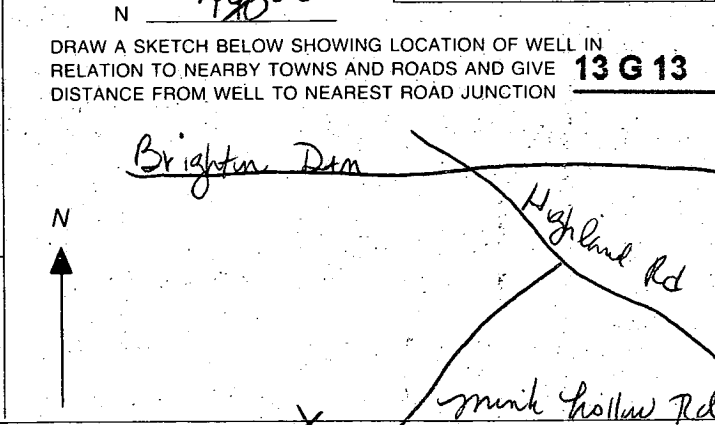 N
DRAW A SKETCH BELOW SHOWING LOCATION OF WELL IN
RELATION TO NEARBY TOWNS AND ROADS AND GIVE 13 G 13
DISTANCE FROM WELL TO NEAREST ROAD JUNCTION
Brighton Dam
N
Highland Rd
X
Mink Hollow Rd